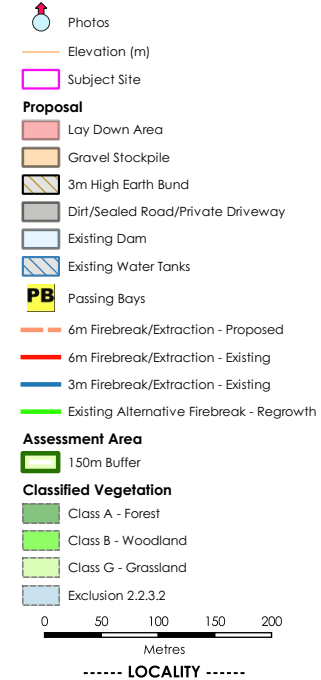 Photos
Elevation (m)
Subject Site
Proposal
Lay Down Area
Gravel Stockpile
3m High Earth Bund
Dirt/Sealed Road/Private Driveway
Existing Dam
Existing Water Tanks
PB Passing Bays
6m Firebreak/Extraction - Proposed
6m Firebreak/Extraction - Existing
3m Firebreak/Extraction - Existing
Existing Alternative Firebreak - Regrowth
Assessment Area
150m Buffer
Classified Vegetation
Class A - Forest
Class B - Woodland
Class G - Grassland
Exclusion 2.2.3.2
0 50 100 150 200
Metres
------ LOCALITY ------